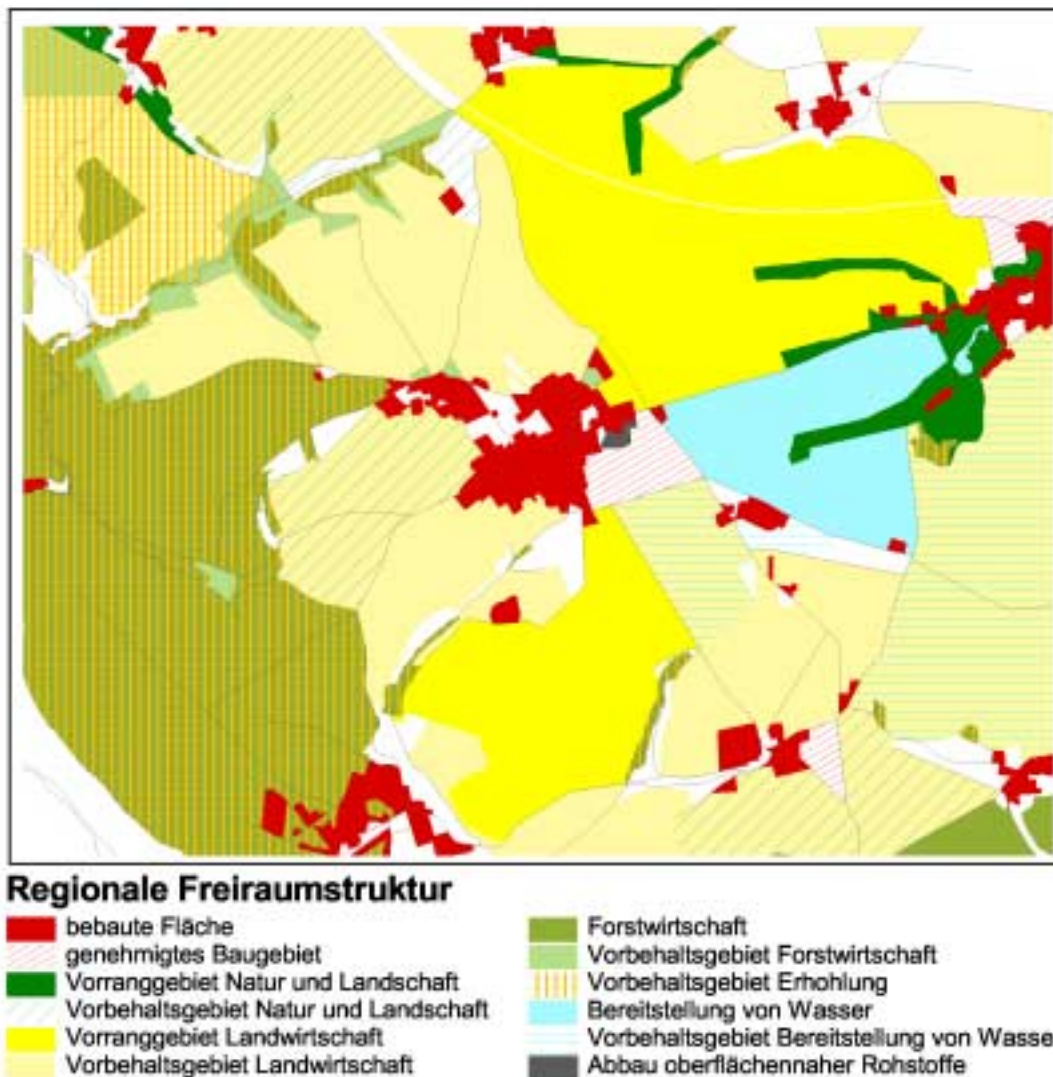 Regionale Freiraumstruktur
bebaute Fläche
genehmigtes Baugebiet
Vorranggebiet Natur und Landschaft
Vorbehaltsgebiet Natur und Landschaft
Vorranggebiet Landwirtschaft
Vorbehaltsgebiet Landwirtschaft
Forstwirtschaft
Vorbehaltsgebiet Forstwirtschaft
Vorbehaltsgebiet Erhohlung
Bereitstellung von Wasser
Vorbehaltsgebiet Bereitstellung von Wasse
Abbau oberflächennaher Rohstoffe